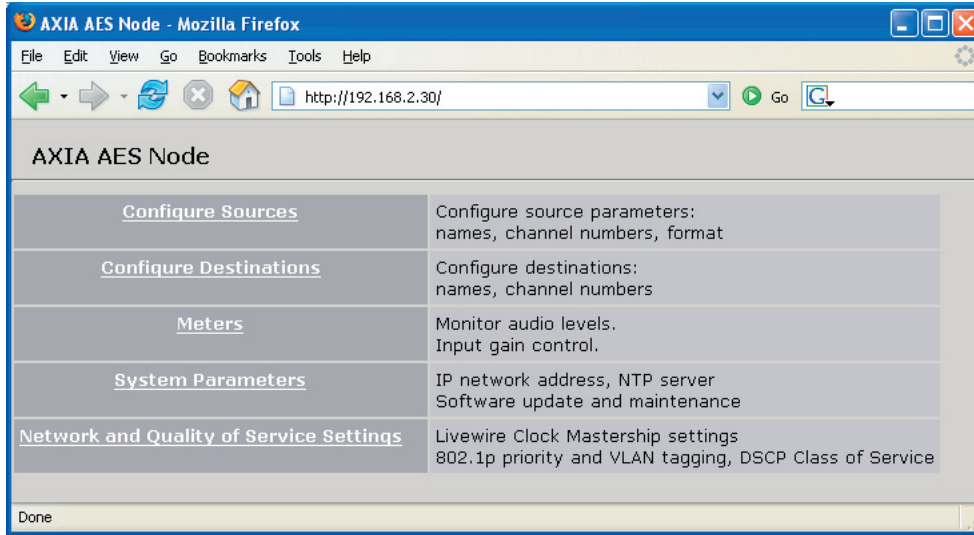 AXIA AES Node - Mozilla Firefox
File Edit View Go Bookmarks Tools Help
http://192.168.2.30/ Go G
AXIA AES Node
Configure Sources
Configure source parameters:
names, channel numbers, format
Configure Destinations
Configure destinations:
names, channel numbers
Meters
Monitor audio levels.
Input gain control.
System Parameters
IP network address, NTP server
Software update and maintenance
Network and Quality of Service Settings
Livewire Clock Mastership settings
802.1p priority and VLAN tagging, DSCP Class of Service
Done